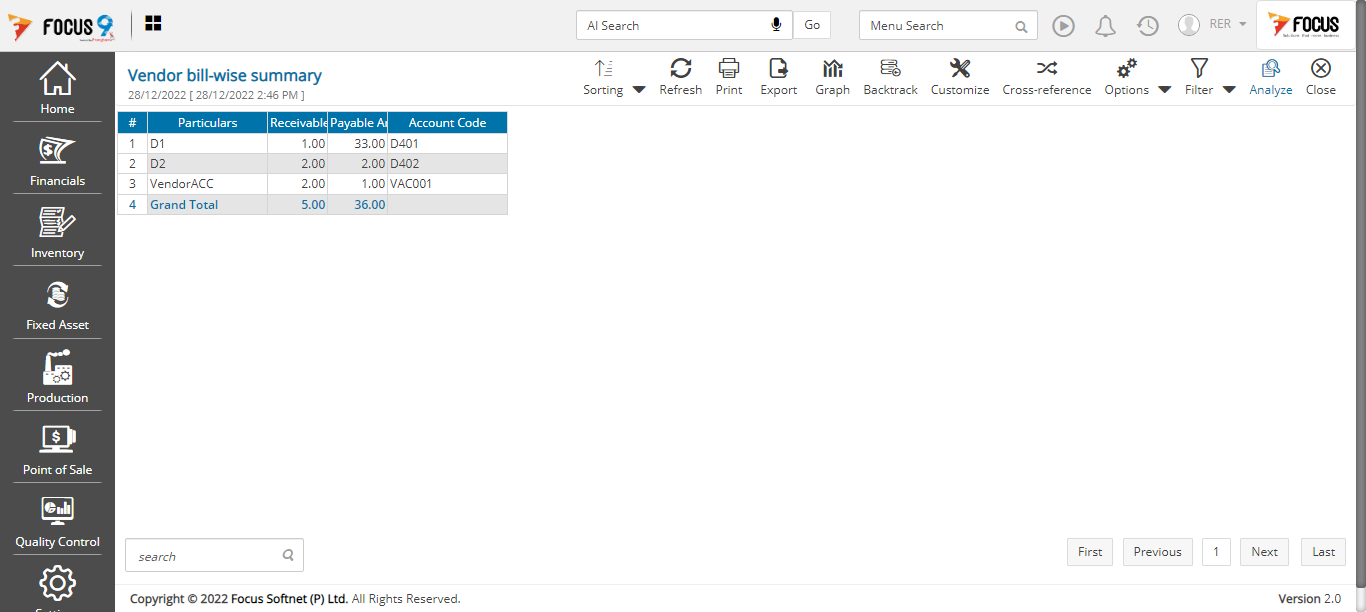 FOCUS 9
AI Search
Go
Menu Search
RER
FOCUS
Home
Financials
Inventory
Fixed Asset
Production
Point of Sale
Quality Control
Vendor bill-wise summary
28/12/2022 [ 28/12/2022 2:46 PM ]
Sorting Refresh Print Export Graph Backtrack Customize Cross-reference Options Filter Analyze Close
# Particulars Receivable Payable A Account Code
1 D1 1.00 33.00 D401
2 D2 2.00 2.00 D402
3 VendorACC 2.00 1.00 VAC001
4 Grand Total 5.00 36.00
search
First Previous 1 Next Last
Copyright © 2022 Focus Softnet (P) Ltd. All Rights Reserved.
Version 2.0